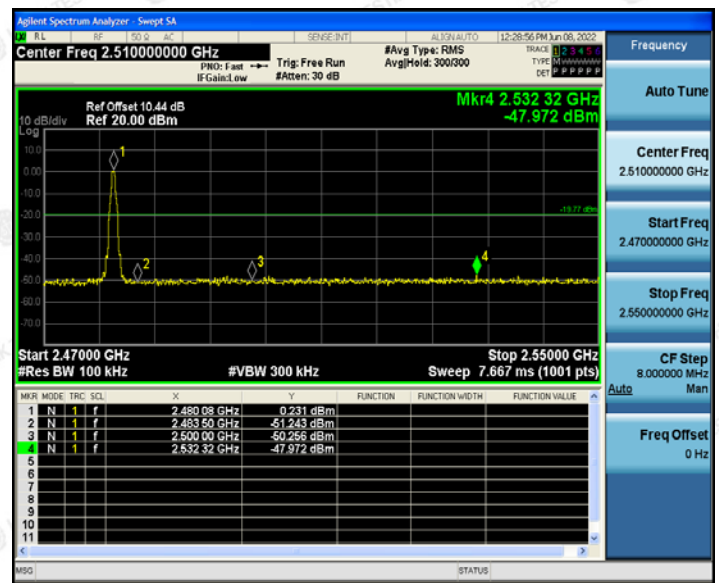 Agilent Spectrum Analyzer - Swept SA
RL RF 50 Ω AC SENSE:INT ALIGN AUTO 12:28:56 PM Jun 08, 2022
Center Freq 2.510000000 GHz
PNO: Fast
IFGain:Low
Trig: Free Run
#Atten: 30 dB
#Avg Type: RMS
Avg|Hold: 300/300
TRACE 1 2 3 4 5 6
TYPE M
DET P P P P P P
Ref Offset 10.44 dB
10 dB/div Ref 20.00 dBm
Log
Mkr4 2.532 32 GHz
-47.972 dBm
10.0
0.00
-10.0
-20.0
-30.0
-40.0
-50.0
-60.0
-70.0
1
2
3
4
-19.77 dBm
Start 2.47000 GHz Stop 2.55000 GHz
#Res BW 100 kHz #VBW 300 kHz Sweep 7.667 ms (1001 pts)
MKR MODE TRC SCL X Y FUNCTION FUNCTION WIDTH FUNCTION VALUE
1 N 1 f 2.480 08 GHz 0.231 dBm
2 N 1 f 2.483 50 GHz -51.243 dBm
3 N 1 f 2.500 00 GHz -50.256 dBm
4 N 1 f 2.532 32 GHz -47.972 dBm
5
6
7
8
9
10
11
MSG STATUS
Frequency
Auto Tune
Center Freq
2.510000000 GHz
Start Freq
2.470000000 GHz
Stop Freq
2.550000000 GHz
CF Step
8.000000 MHz
Auto Man
Freq Offset
0 Hz